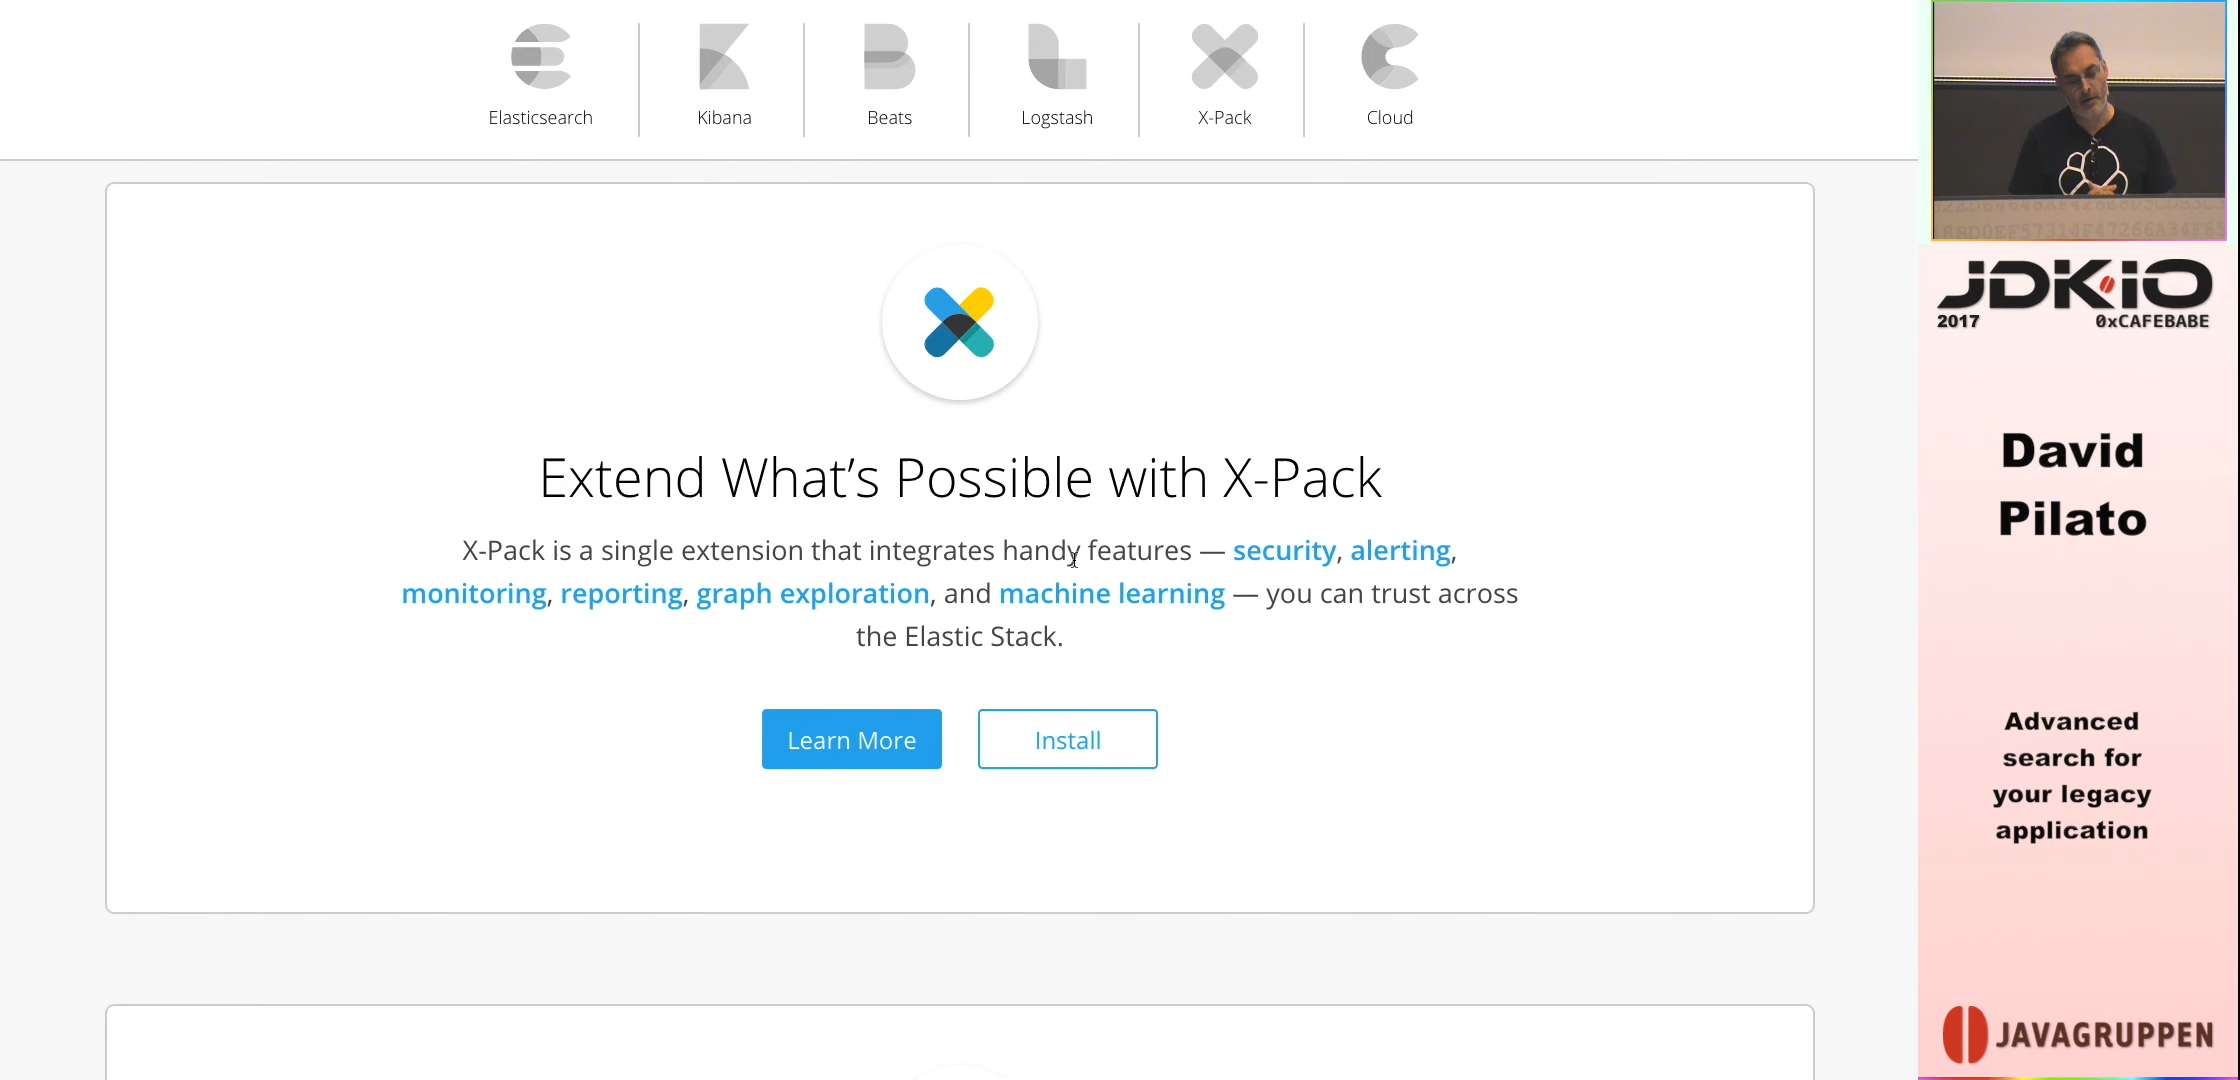 Elasticsearch
Kibana
Beats
Logstash
X-Pack
Cloud
Extend What’s Possible with X-Pack
X-Pack is a single extension that integrates handy features — security, alerting,
monitoring, reporting, graph exploration, and machine learning — you can trust across
the Elastic Stack.
Learn More
Install
JDK.iO
2017
0xCAFEBABE
David
Pilato
Advanced
search for
your legacy
application
JAVAGRUPPEN